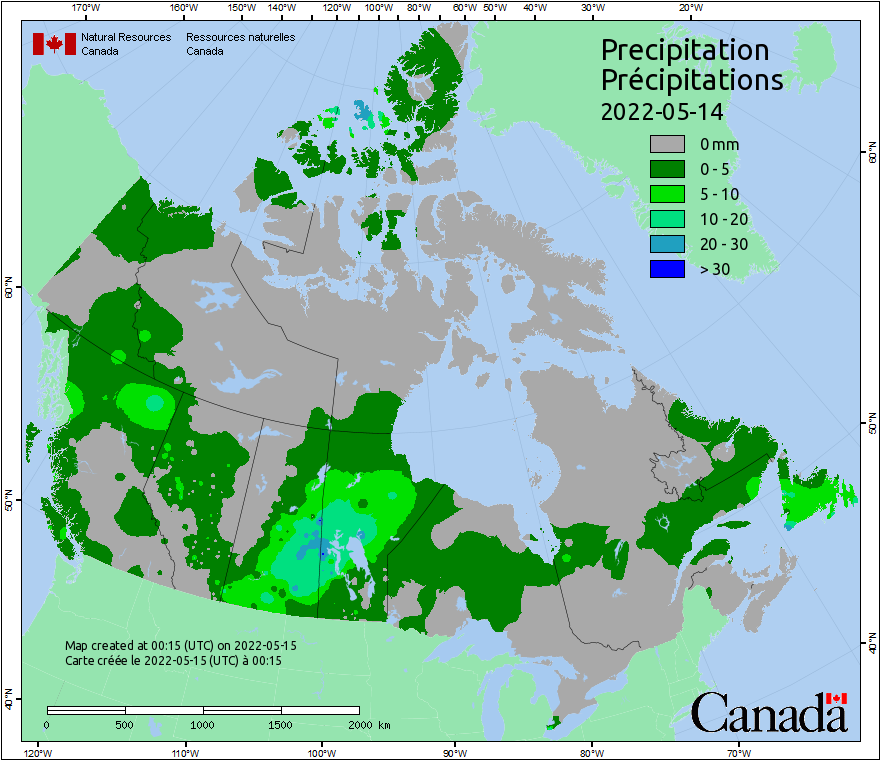 170°W 160°W 150°W 140°W 120°W 100°W 80°W 60°W 50°W 40°W 30°W 20°W
Natural Resources Ressources naturelles
Canada Canada
Precipitation
Précipitations
2022-05-14
0 mm
0 - 5
5 - 10
10 - 20
20 - 30
> 30
60°N 60°N
50°N 50°N
40°N 40°N
Map created at 00:15 (UTC) on 2022-05-15
Carte créée le 2022-05-15 (UTC) à 00:15
0 500 1000 1500 2000 km
Canada
120°W 110°W 100°W 90°W 80°W 70°W